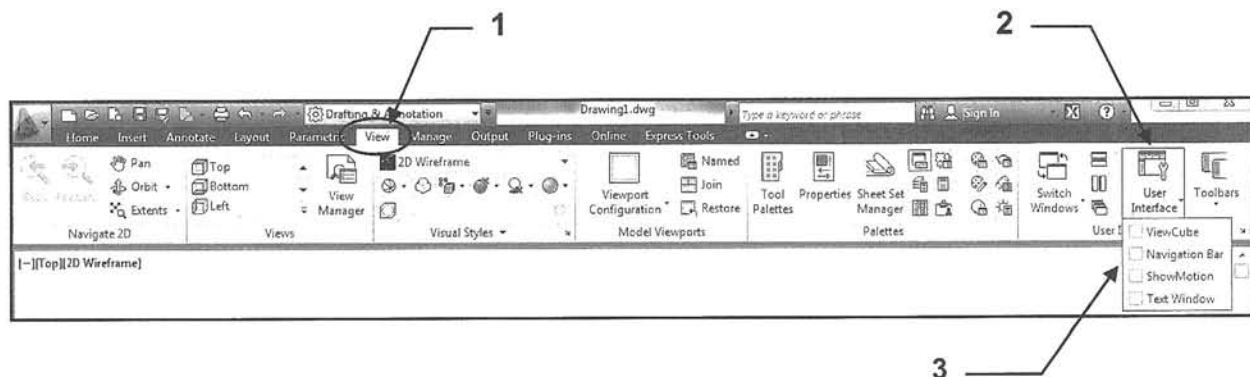 1
2
Drafting & Annotation
Drawing1.dwg
Type a keyword or phrase
Sign In
Home Insert Annotate Layout Parametric View Manage Output Plug-ins Online Express Tools
Pan
Orbit
Extents
Navigate 2D
Top
Bottom
Left
View
Manager
Views
2D Wireframe
Visual Styles
Viewport
Configuration
Named
Join
Restore
Model Viewports
Tool
Palettes
Properties
Sheet Set
Manager
Palettes
Switch
Windows
User
Interface
Toolbars
User
ViewCube
Navigation Bar
ShowMotion
Text Window
[−][Top][2D Wireframe]
3